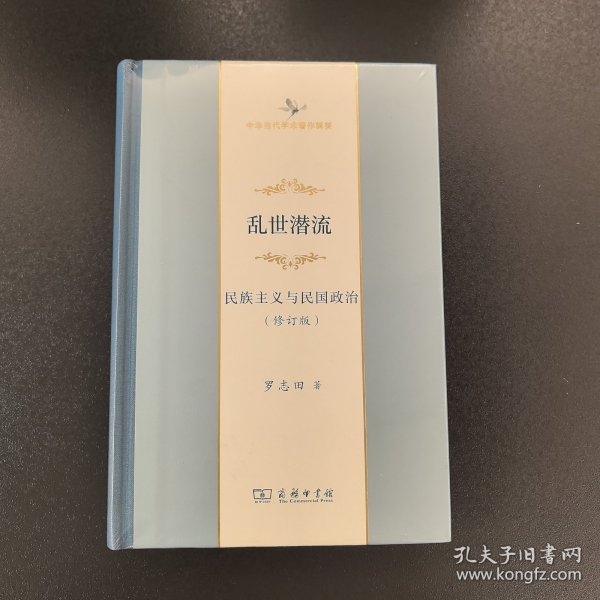 中华当代学术著作辑要
乱世潜流
民族主义与民国政治
(修订版)
罗志田 著
商务印书馆
The Commercial Press
孔夫子旧书网
www.kongfz.com